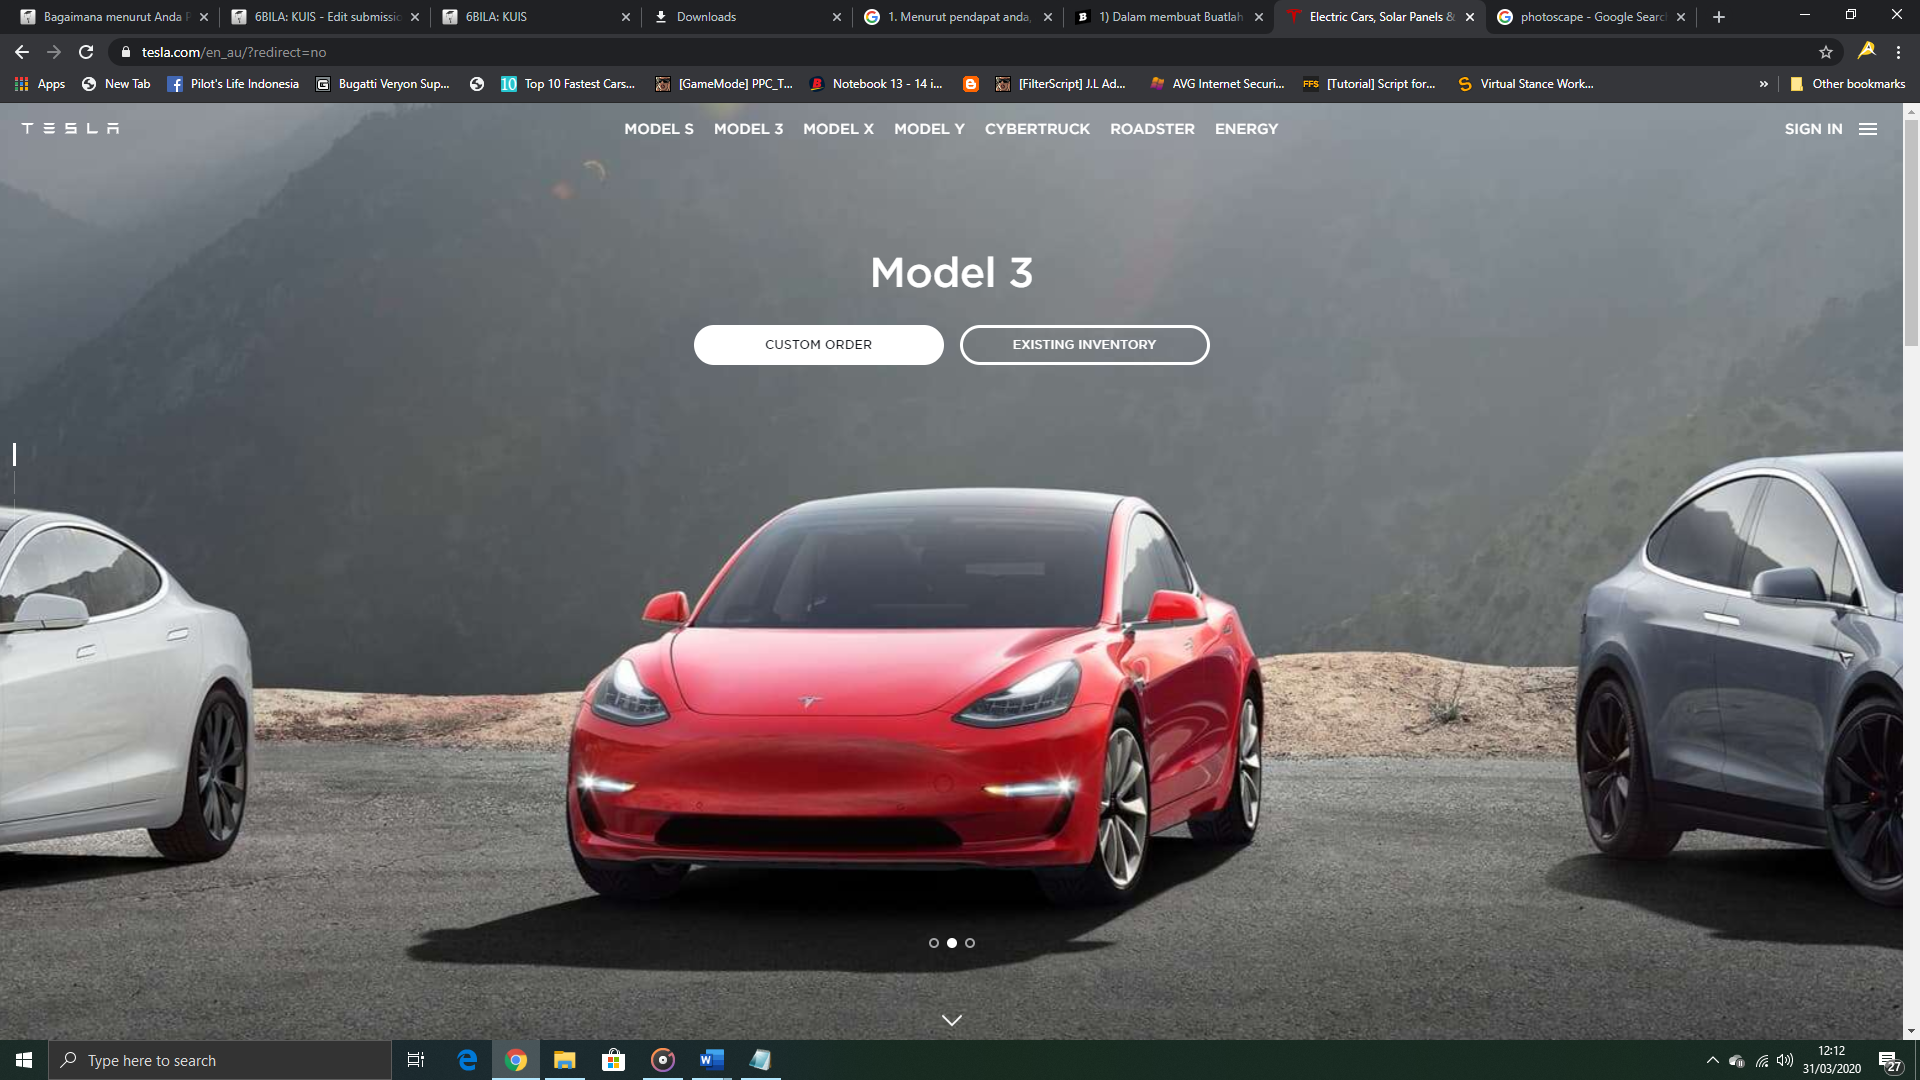 Bagaimana menurut Anda P
6BILA: KUIS - Edit submissio
6BILA: KUIS
Downloads
1. Menurut pendapat anda,
1) Dalam membuat Buatlah
Electric Cars, Solar Panels &
photoscape - Google Searc
tesla.com/en_au/?redirect=no
Apps
New Tab
Pilot's Life Indonesia
Bugatti Veryon Sup...
Top 10 Fastest Cars...
[GameMode] PPC_T...
Notebook 13 - 14 i...
[FilterScript] J.L Ad...
AVG Internet Securi...
[Tutorial] Script for...
Virtual Stance Work...
»
Other bookmarks
TESLA
MODEL S MODEL 3 MODEL X MODEL Y CYBERTRUCK ROADSTER ENERGY
SIGN IN
Model 3
CUSTOM ORDER
EXISTING INVENTORY
Type here to search
12:12
31/03/2020
27